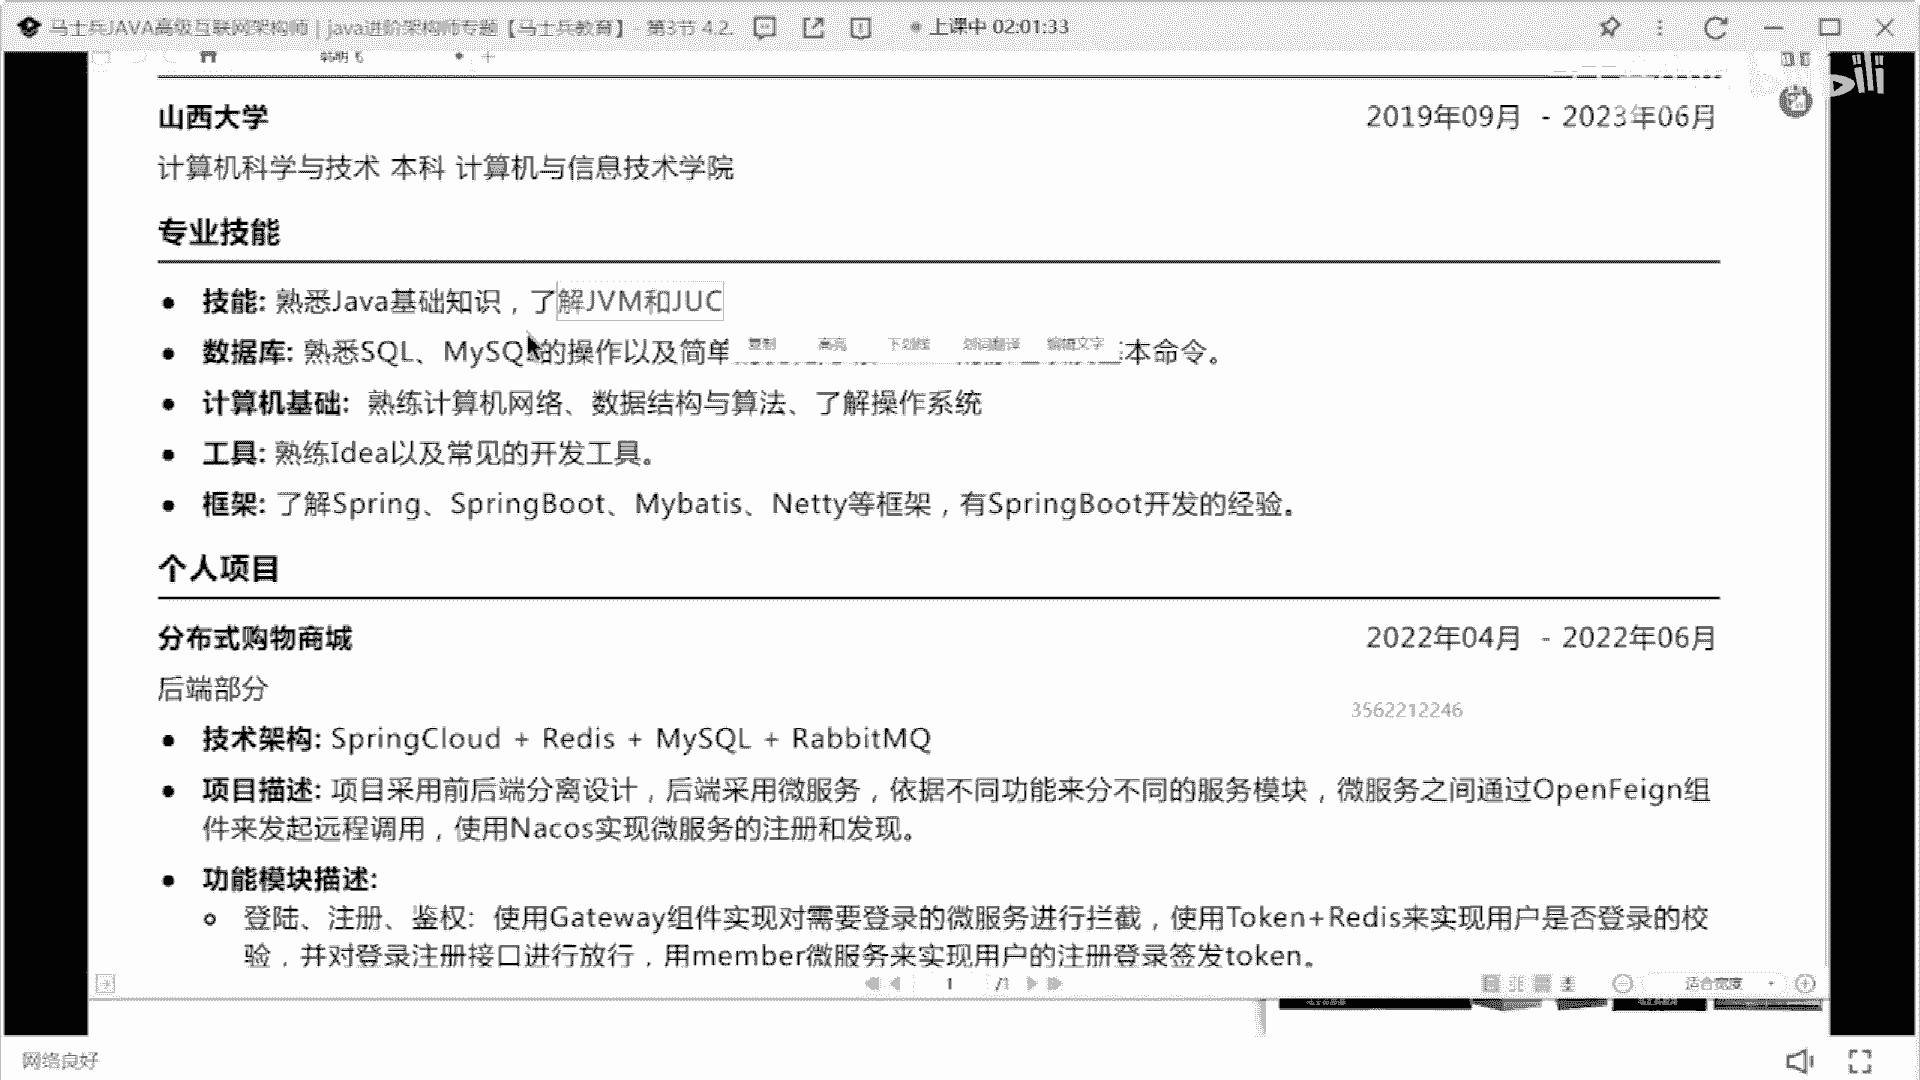 马士兵JAVA高级互联网架构师 | java进阶架构师专题【马士兵教育】 - 第3节 4.2. 上课中 02:01:33
山西大学 2019年09月 - 2023年06月
计算机科学与技术 本科 计算机与信息技术学院
专业技能
技能: 熟悉Java基础知识，了解JVM和JUC
数据库: 熟悉SQL、MySQL的操作以及简单 本命令。
复制 高亮 下划线 划词翻译 编辑文字
计算机基础: 熟练计算机网络、数据结构与算法、了解操作系统
工具: 熟练Idea以及常见的开发工具。
框架: 了解Spring、SpringBoot、Mybatis、Netty等框架，有SpringBoot开发的经验。
个人项目
分布式购物商城 2022年04月 - 2022年06月
后端部分
3562212246
技术架构: SpringCloud + Redis + MySQL + RabbitMQ
项目描述: 项目采用前后端分离设计，后端采用微服务，依据不同功能来分不同的服务模块，微服务之间通过OpenFeign组
件来发起远程调用，使用Nacos实现微服务的注册和发现。
功能模块描述:
登陆、注册、鉴权: 使用Gateway组件实现对需要登录的微服务进行拦截，使用Token+Redis来实现用户是否登录的校
验，并对登录注册接口进行放行，用member微服务来实现用户的注册登录签发token。
1 /1 适合宽度
网络良好